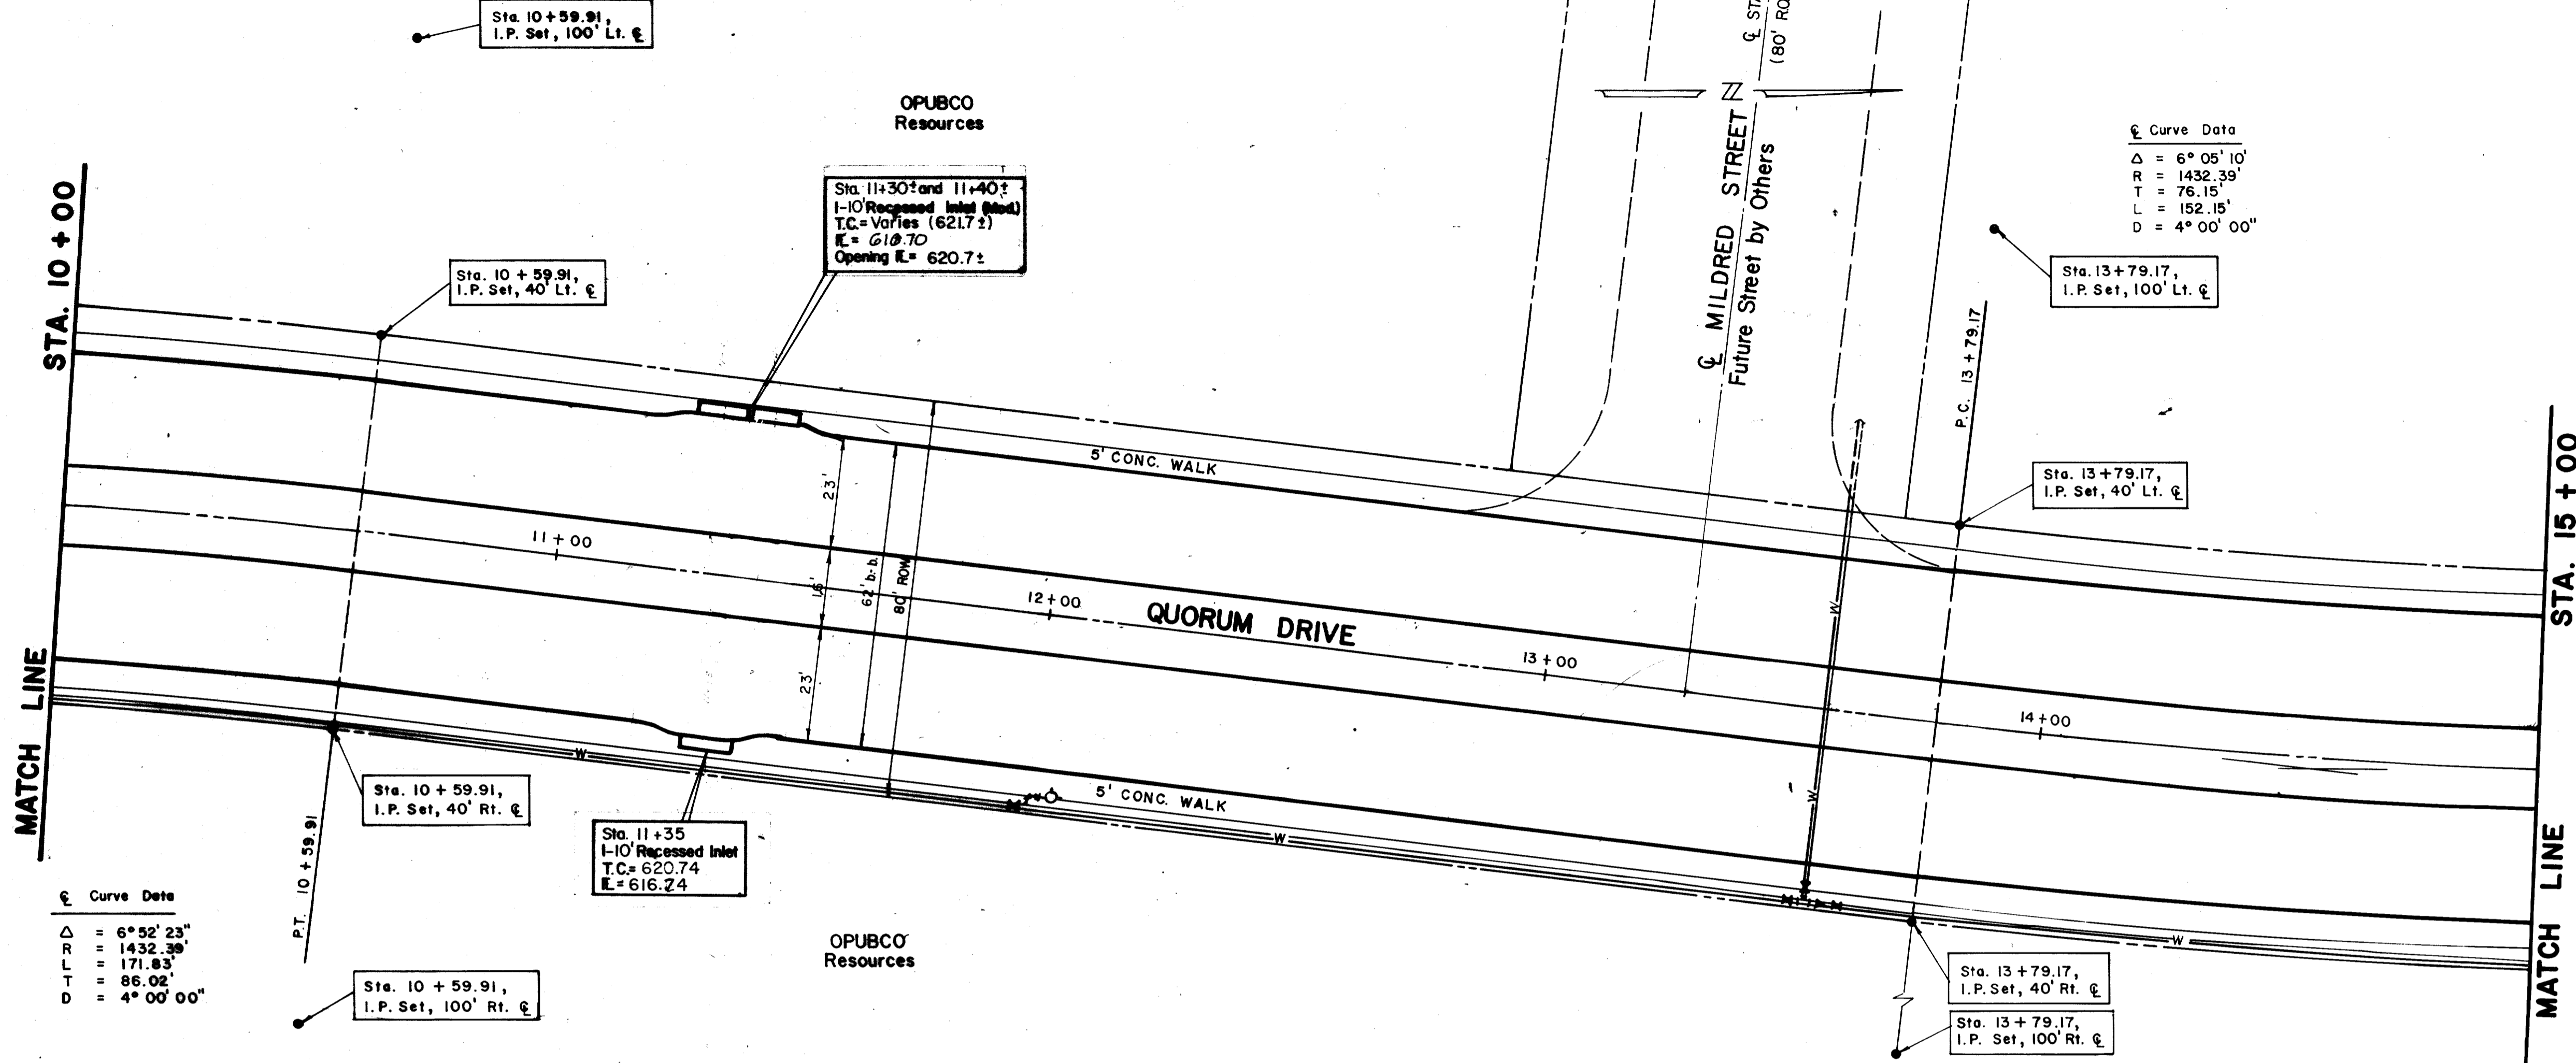 Sta. 10+59.91,
I.P. Set, 100' Lt. ℄
OPUBCO
Resources
℄ STA
(80' RO
N
℄ MILDRED STREET
Future Street by Others
℄ Curve Data
Δ = 6° 05' 10"
R = 1432.39'
T = 76.15'
L = 152.15'
D = 4° 00' 00"
STA. 10 + 00
Sta. 11+30± and 11+40±
1-10' Recessed Inlet (Mod.)
T.C.= Varies (621.7±)
Opening FL= 620.7±
Sta. 10 + 59.91,
I.P. Set, 40' Lt. ℄
Sta. 13+79.17,
I.P. Set, 100' Lt. ℄
P.C. 13 + 79.17
Sta. 13+79.17,
I.P. Set, 40' Lt. ℄
STA. 15 + 00
5' CONC. WALK
23'
16'
23'
62' b.-b.
80' ROW
11 + 00
12 + 00
QUORUM DRIVE
13 + 00
14 + 00
W
W
W
W
W
5' CONC. WALK
MATCH LINE
MATCH LINE
Sta. 10 + 59.91,
I.P. Set, 40' Rt. ℄
P.T. 10 + 59.91
Sta. 11+35
1-10' Recessed Inlet
T.C.= 620.74
FL= 616.24
℄ Curve Data
Δ = 6° 52' 23"
R = 1432.39'
L = 171.83'
T = 86.02'
D = 4° 00' 00"
Sta. 10 + 59.91,
I.P. Set, 100' Rt. ℄
OPUBCO
Resources
Sta. 13+79.17,
I.P. Set, 40' Rt. ℄
Sta. 13 + 79.17,
I.P. Set, 100' Rt. ℄